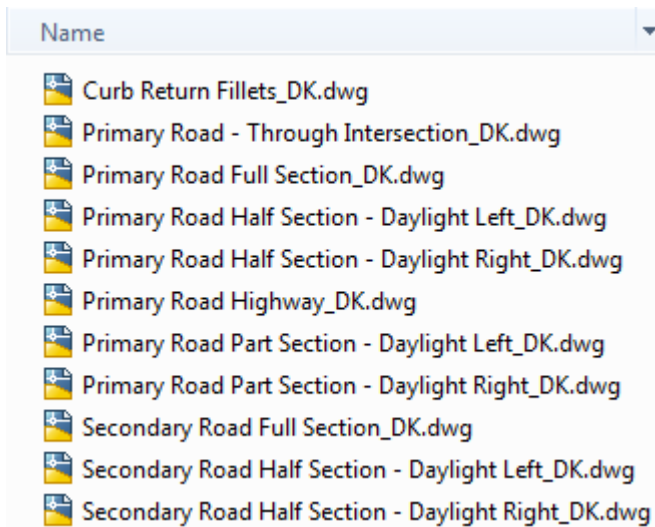 Name
Curb Return Fillets_DK.dwg
Primary Road - Through Intersection_DK.dwg
Primary Road Full Section_DK.dwg
Primary Road Half Section - Daylight Left_DK.dwg
Primary Road Half Section - Daylight Right_DK.dwg
Primary Road Highway_DK.dwg
Primary Road Part Section - Daylight Left_DK.dwg
Primary Road Part Section - Daylight Right_DK.dwg
Secondary Road Full Section_DK.dwg
Secondary Road Half Section - Daylight Left_DK.dwg
Secondary Road Half Section - Daylight Right_DK.dwg